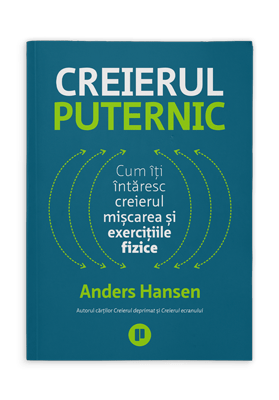 CREIERUL
PUTERNIC
Cum îți
întăresc
creierul
mișcarea și
exercițiile
fizice
Anders Hansen
Autorul cărților Creierul deprimat și Creierul ecranului